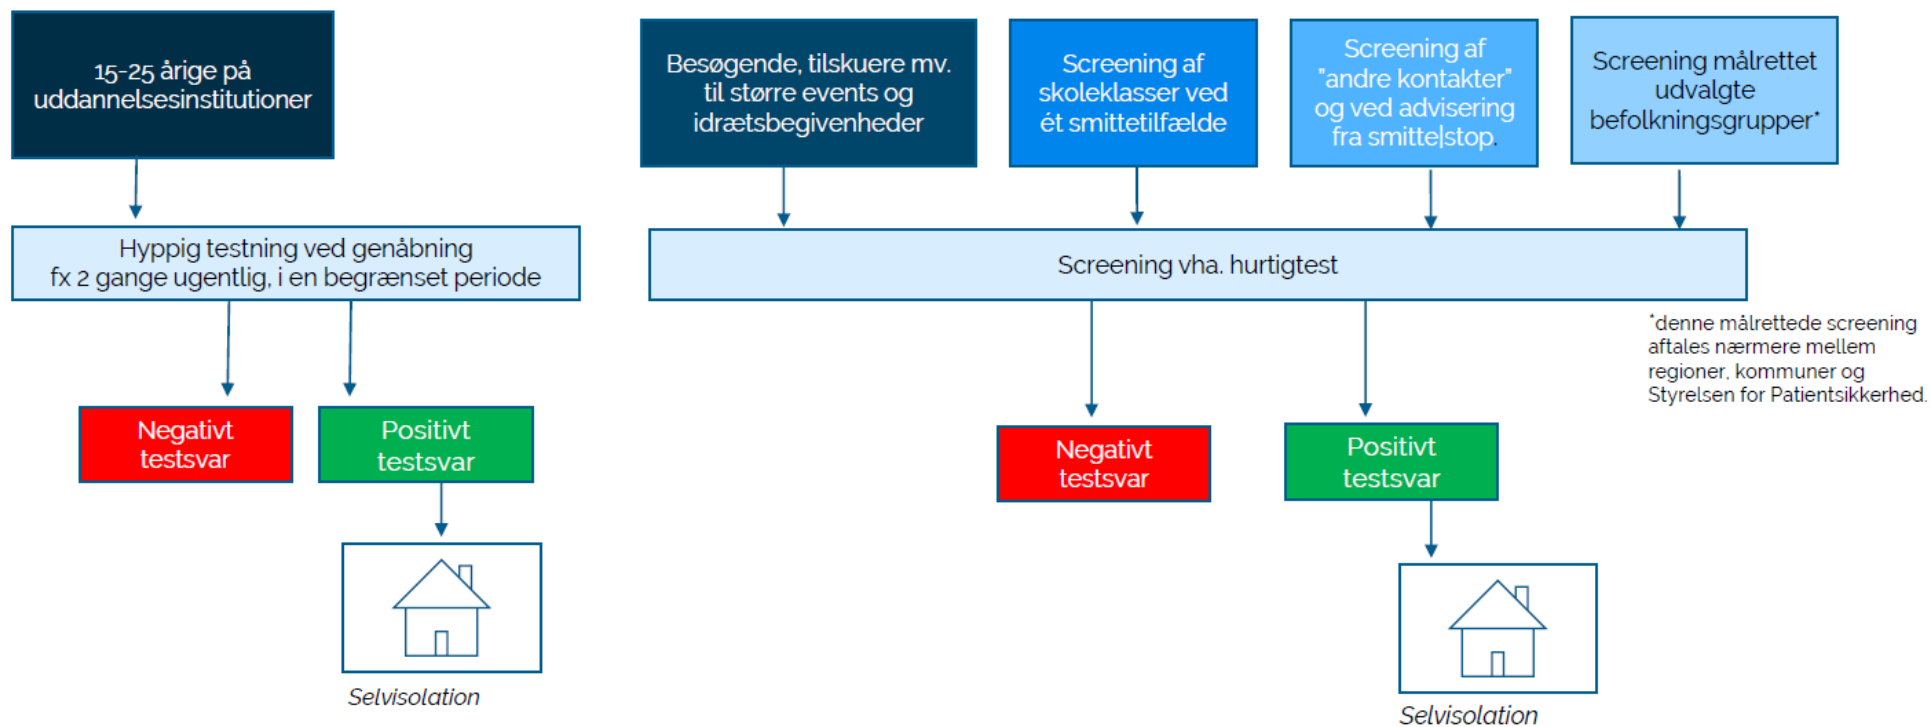 15-25 årige på
uddannelsesinstitutioner
Hyppig testning ved genåbning
fx 2 gange ugentlig, i en begrænset periode
Negativt
testsvar
Positivt
testsvar
Selvisolation
Besøgende, tilskuere mv.
til større events og
idrætsbegivenheder
Screening af
skoleklasser ved
ét smittetilfælde
Screening af
"andre kontakter"
og ved advisering
fra smitte|stop.
Screening målrettet
udvalgte
befolkningsgrupper*
Screening vha. hurtigtest
*denne målrettede screening
aftales nærmere mellem
regioner, kommuner og
Styrelsen for Patientsikkerhed.
Negativt
testsvar
Positivt
testsvar
Selvisolation